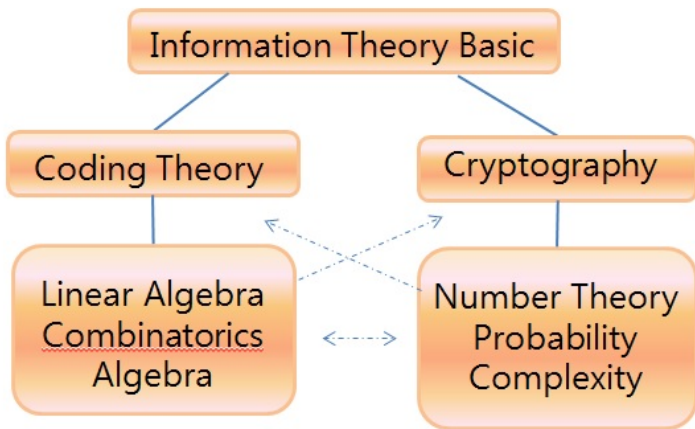 Information Theory Basic
Coding Theory
Cryptography
Linear Algebra
Combinatorics
Algebra
Number Theory
Probability
Complexity